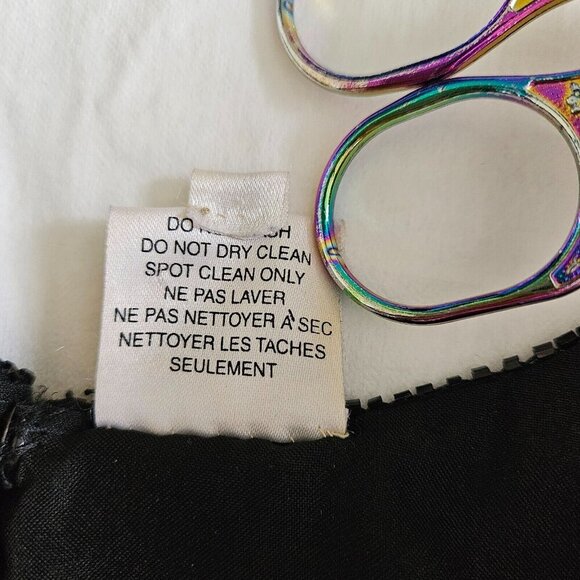 DO
DO NOT DRY CLEAN
SPOT CLEAN ONLY
NE PAS LAVER
NE PAS NETTOYER À SEC
NETTOYER LES TACHES
SEULEMENT